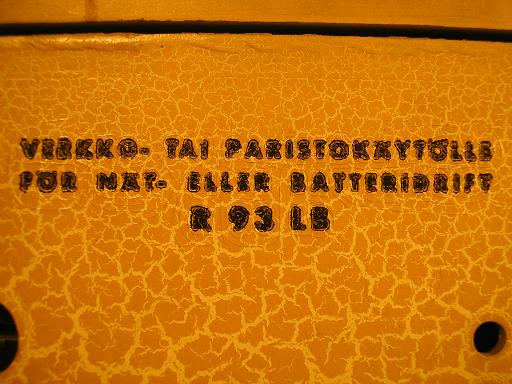 VERKKO- TAI PARISTOKÄYTÖLLE
FÖR NÄT- ELLER BATTERIDRIFT
R 93 LB